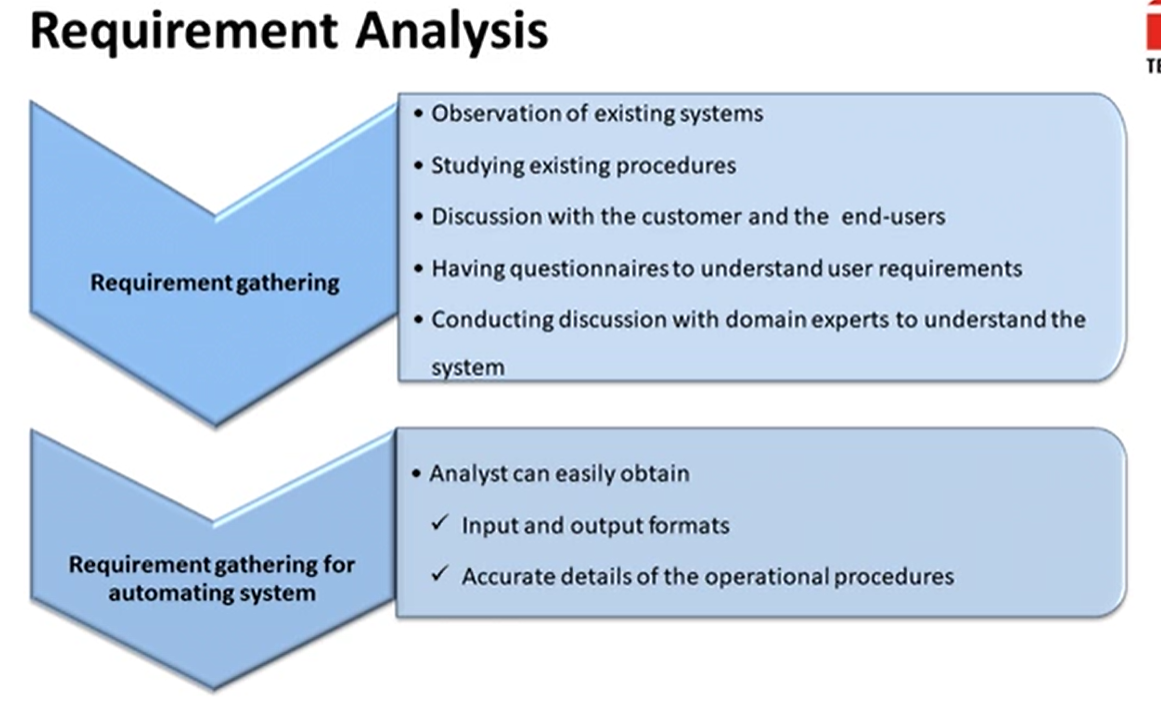 Requirement Analysis
Requirement gathering
• Observation of existing systems
• Studying existing procedures
• Discussion with the customer and the end-users
• Having questionnaires to understand user requirements
• Conducting discussion with domain experts to understand the
system
Requirement gathering for
automating system
• Analyst can easily obtain
✓ Input and output formats
✓ Accurate details of the operational procedures